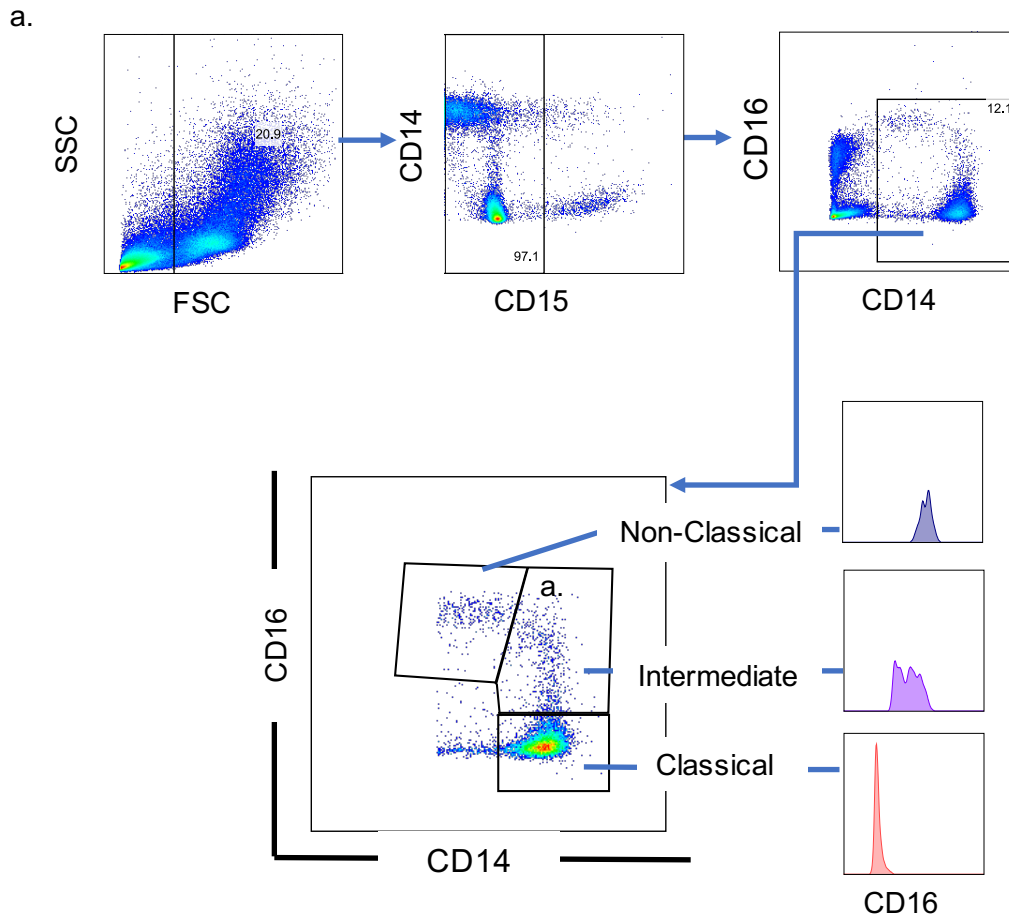 a.
SSC
20.9
FSC
CD14
97.1
CD15
CD16
12.1
CD14
CD16
a.
Non-Classical
Intermediate
Classical
CD14
CD16